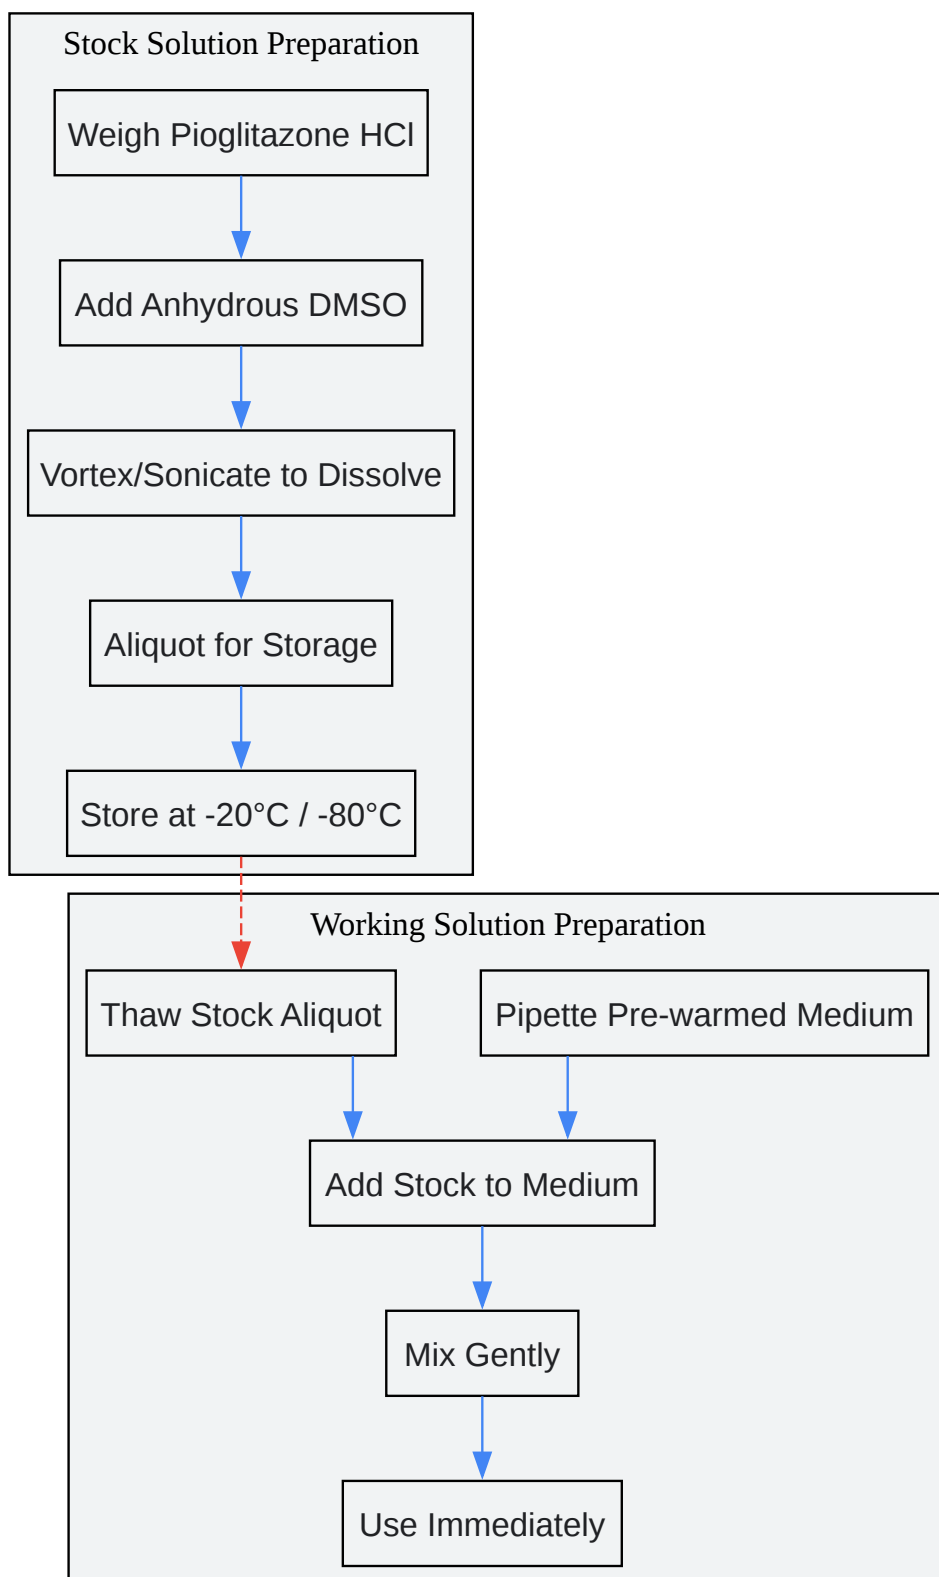 Stock Solution Preparation
Weigh Pioglitazone HCl
Add Anhydrous DMSO
Vortex/Sonicate to Dissolve
Aliquot for Storage
Store at -20°C / -80°C
Working Solution Preparation
Thaw Stock Aliquot
Pipette Pre-warmed Medium
Add Stock to Medium
Mix Gently
Use Immediately